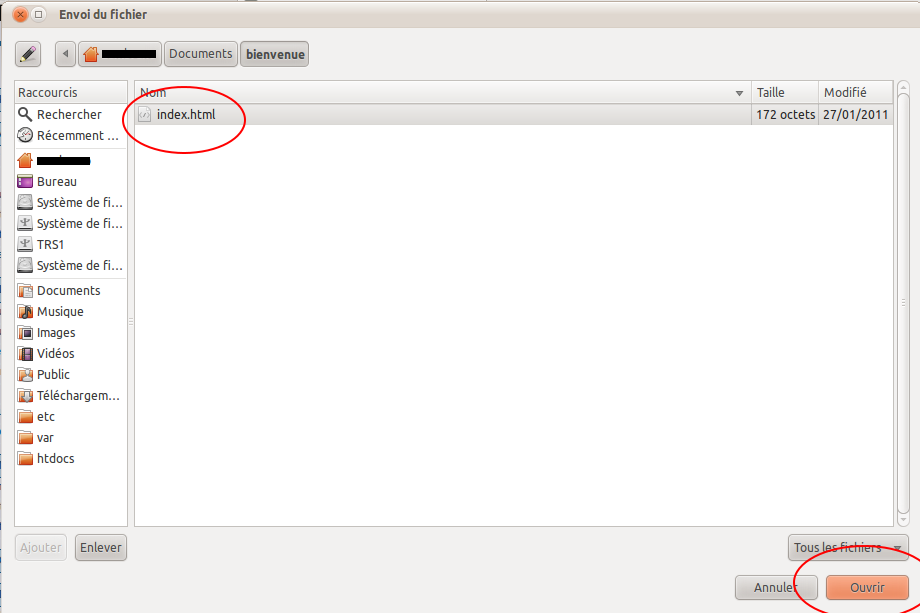 Envoi du fichier
Documents bienvenue
Raccourcis
Nom Taille Modifié
Rechercher
index.html 172 octets 27/01/2011
Récemment ...
Bureau
Système de fi...
Système de fi...
TRS1
Système de fi...
Documents
Musique
Images
Vidéos
Public
Téléchargem...
etc
var
htdocs
Ajouter Enlever Tous les fichiers
Annuler Ouvrir